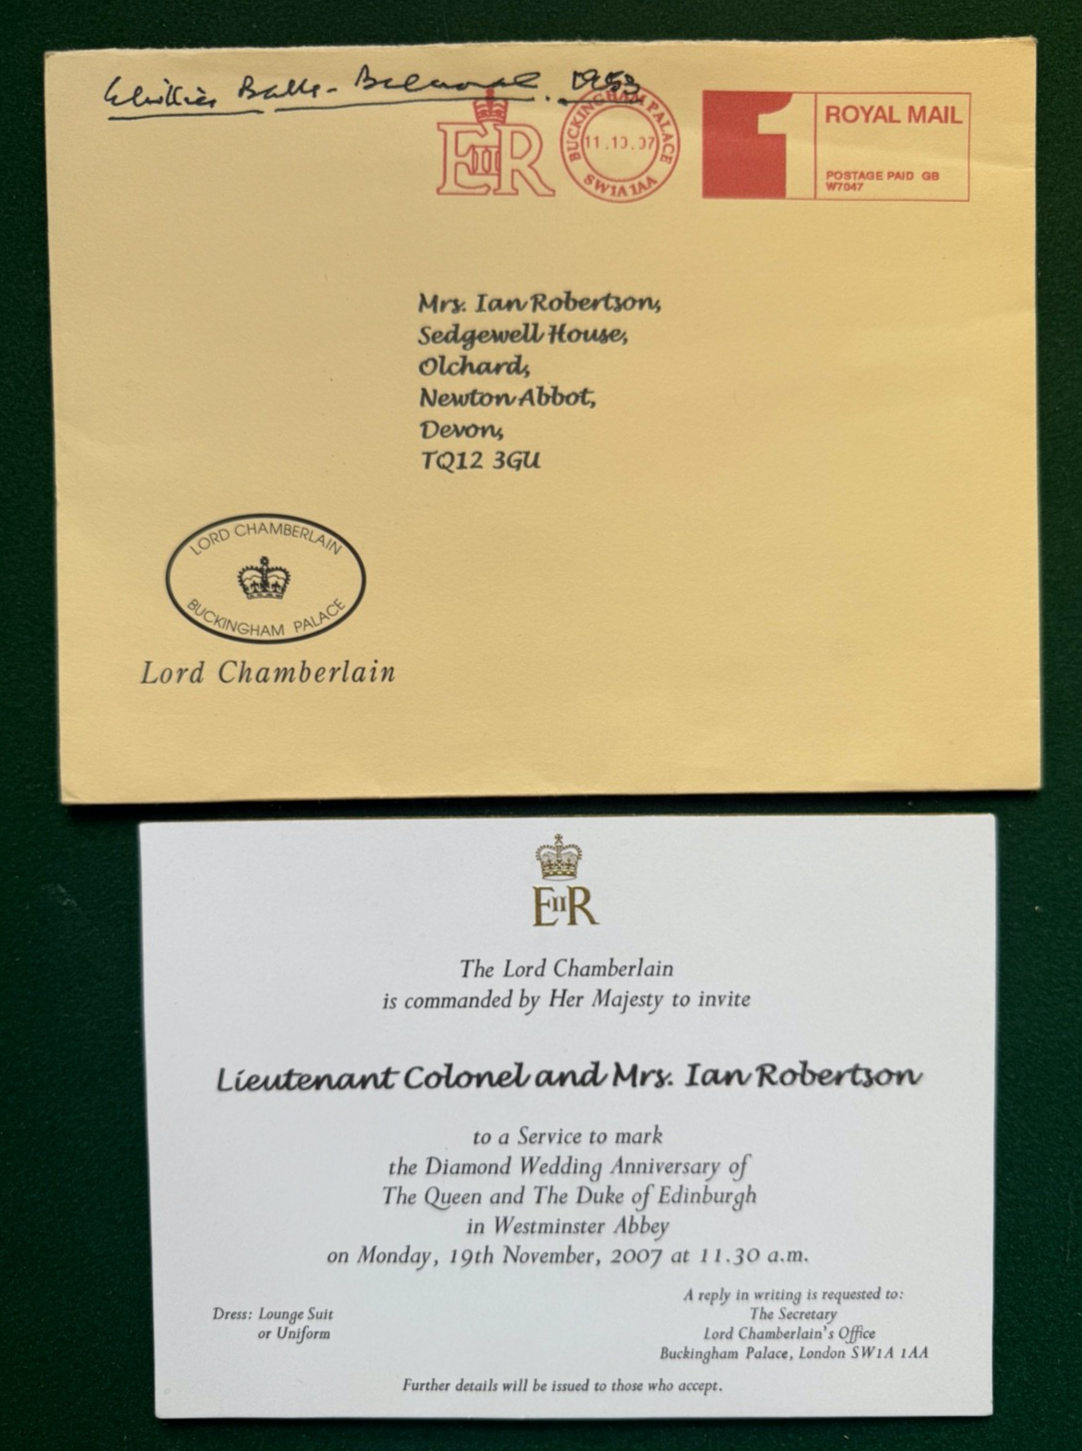 Ghillies Balls - Balmoral. 1953
EIIR
BUCKINGHAM PALACE
11.10.07
SW1A 1AA
1
ROYAL MAIL
POSTAGE PAID GB
W7047
Mrs. Ian Robertson,
Sedgewell House,
Olchard,
Newton Abbot,
Devon,
TQ12 3GU
LORD CHAMBERLAIN
BUCKINGHAM PALACE
Lord Chamberlain
EIIR
The Lord Chamberlain
is commanded by Her Majesty to invite
Lieutenant Colonel and Mrs. Ian Robertson
to a Service to mark
the Diamond Wedding Anniversary of
The Queen and The Duke of Edinburgh
in Westminster Abbey
on Monday, 19th November, 2007 at 11.30 a.m.
Dress: Lounge Suit
or Uniform
A reply in writing is requested to:
The Secretary
Lord Chamberlain's Office
Buckingham Palace, London SW1A 1AA
Further details will be issued to those who accept.